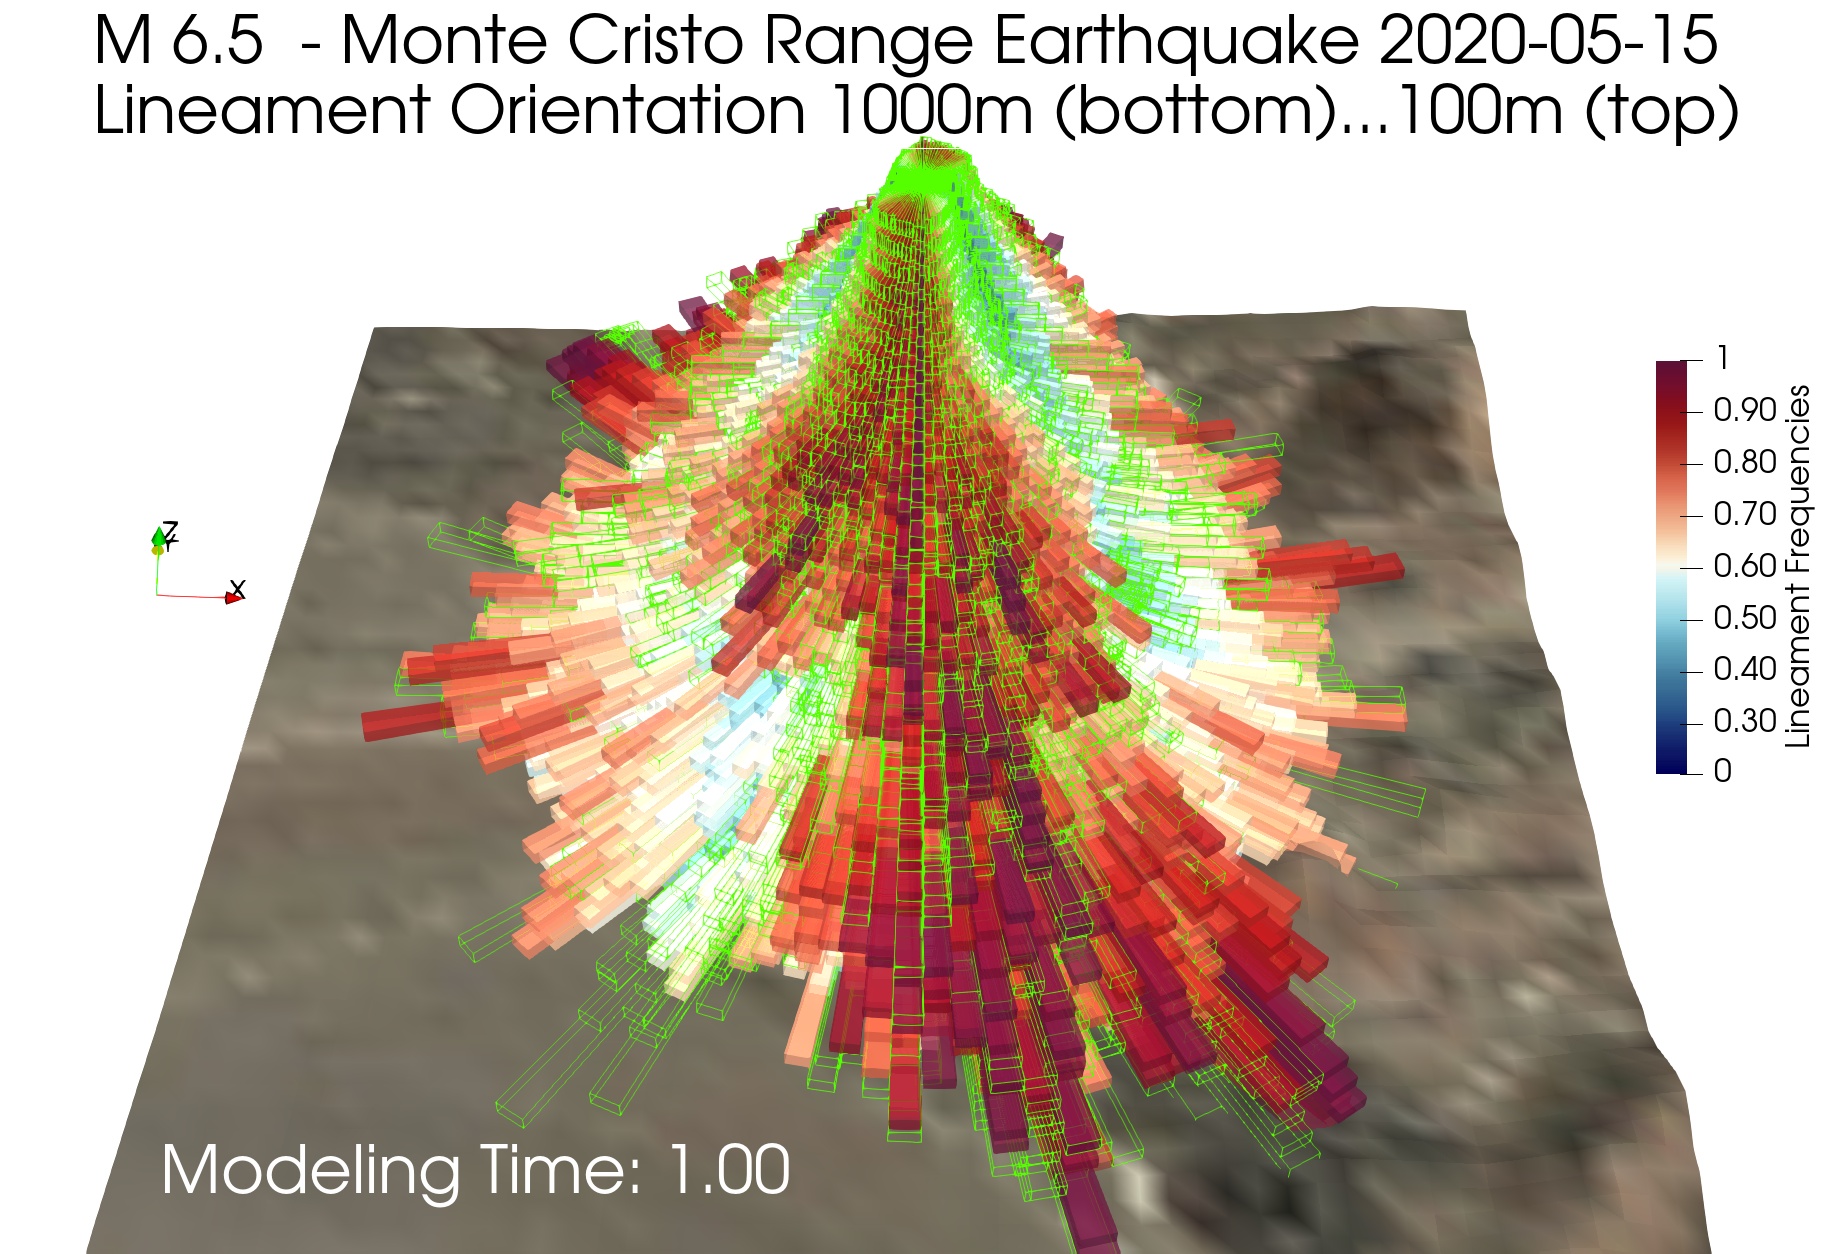 M 6.5 - Monte Cristo Range Earthquake 2020-05-15
Lineament Orientation 1000m (bottom)...100m (top)
Z
Y
X
1
0.90
0.80
0.70
0.60
0.50
0.40
0.30
0
Lineament Frequencies
Modeling Time: 1.00